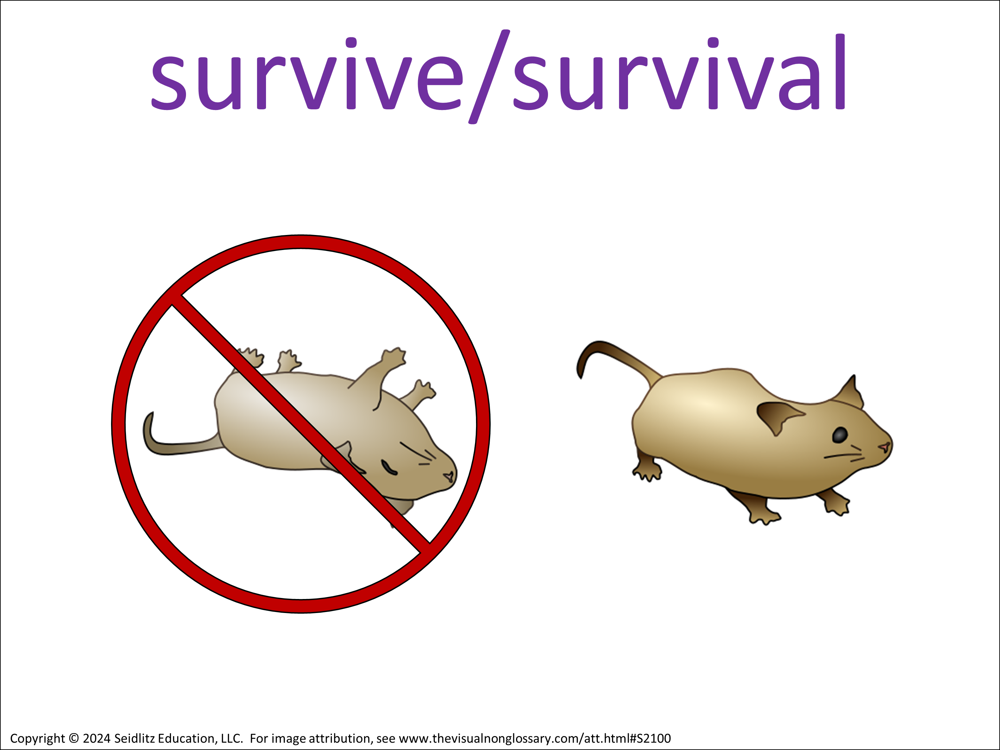 survive/survival
Copyright © 2024 Seidlitz Education, LLC.  For image attribution, see www.thevisualnonglossary.com/att.html#S2100